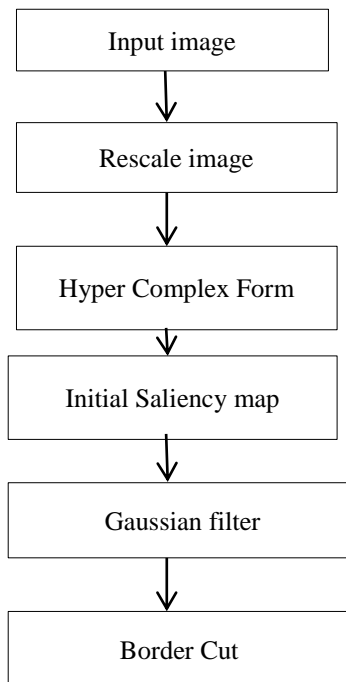 Input image
Rescale image
Hyper Complex Form
Initial Saliency map
Gaussian filter
Border Cut